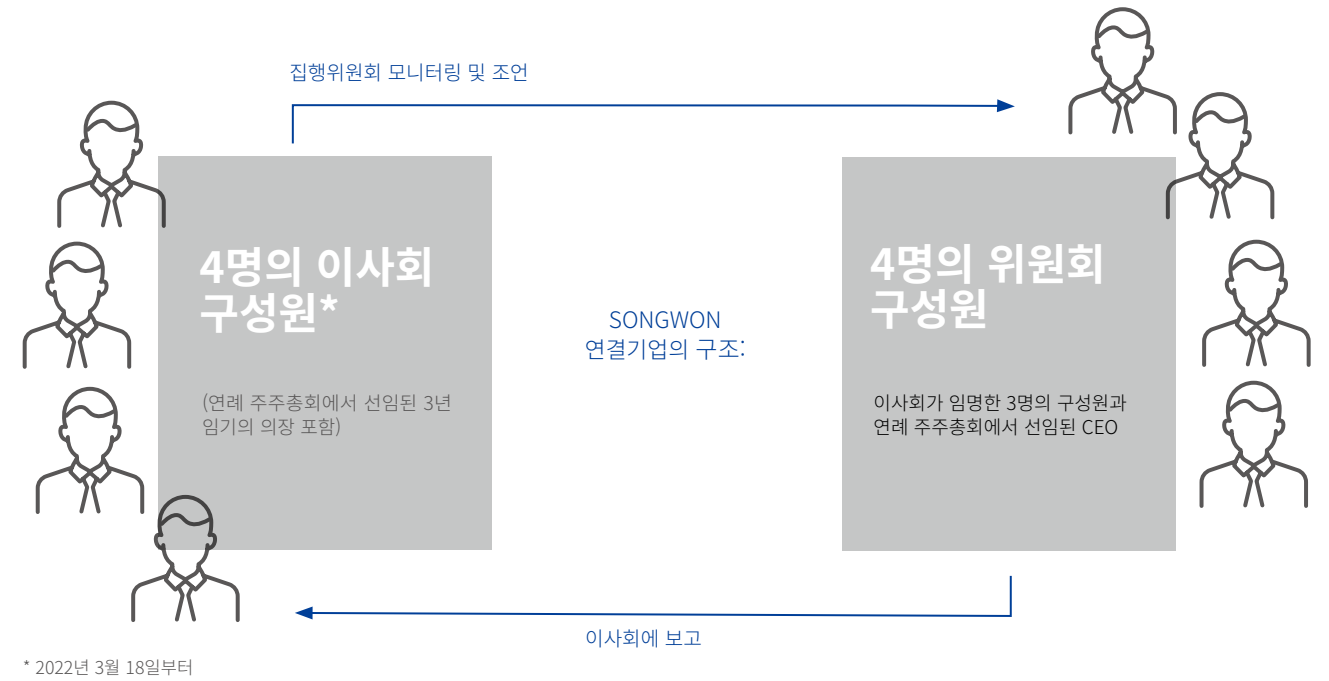 집행위원회 모니터링 및 조언
4명의 이사회
구성원*
(연례 주주총회에서 선임된 3년
임기의 의장 포함)
SONGWON
연결기업의 구조:
4명의 위원회
구성원
이사회가 임명한 3명의 구성원과
연례 주주총회에서 선임된 CEO
이사회에 보고
* 2022년 3월 18일부터